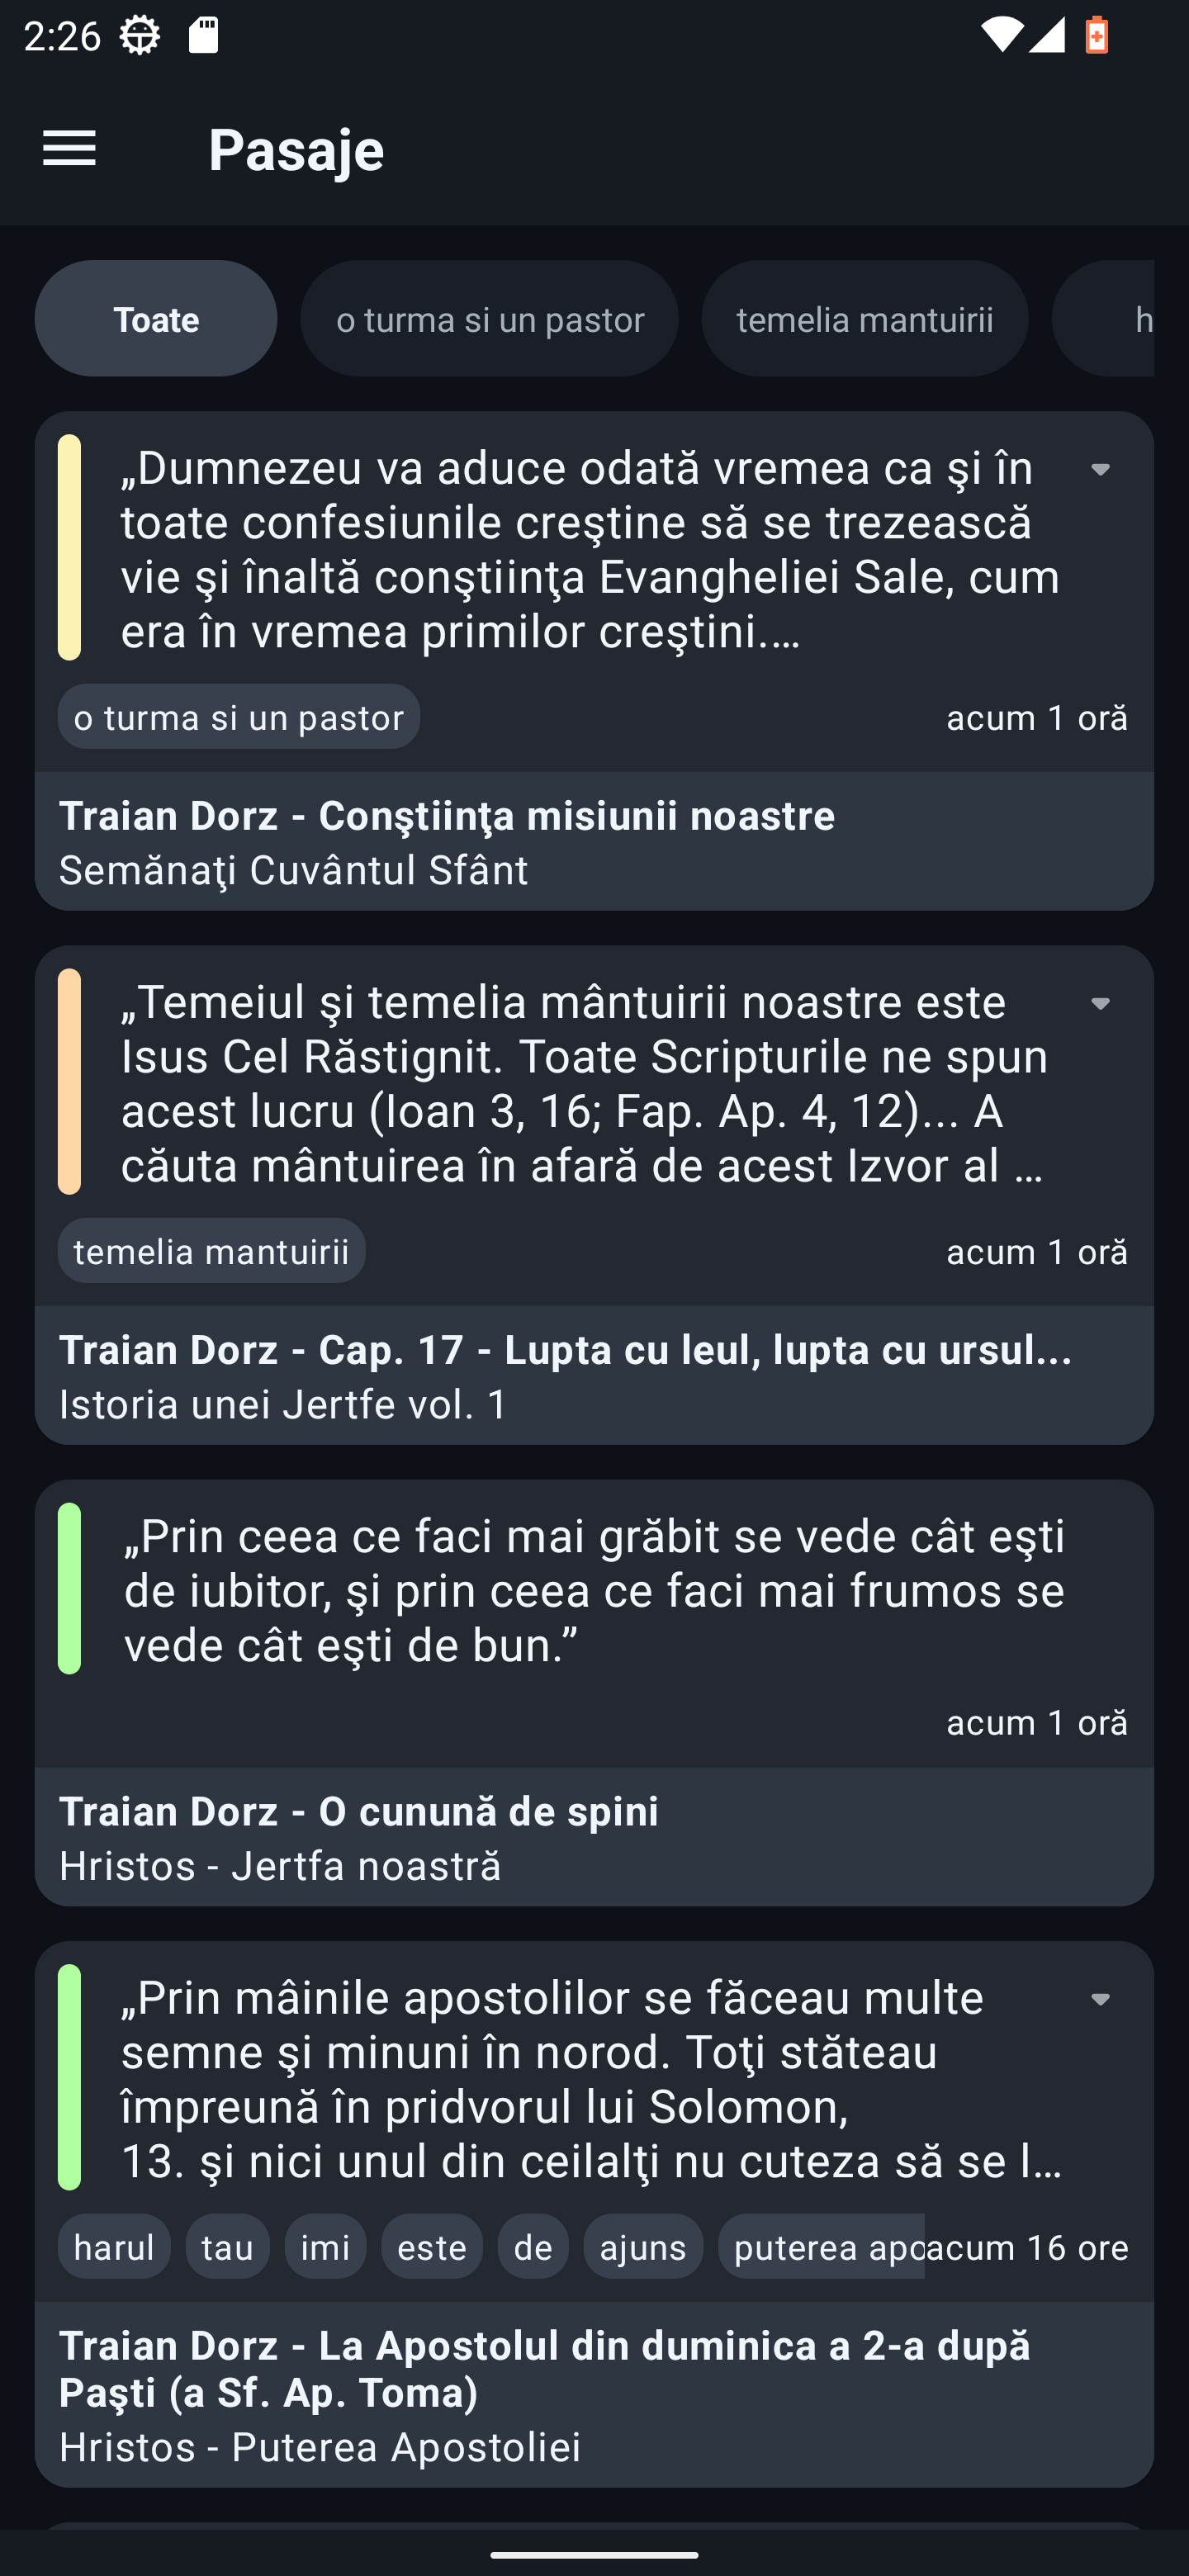 2:26
Pasaje
Toate
o turma si un pastor
temelia mantuirii
h
„Dumnezeu va aduce odată vremea ca şi în
toate confesiunile creştine să se trezească
vie şi înaltă conştiinţa Evangheliei Sale, cum
era în vremea primilor creştini.…
o turma si un pastor
acum 1 oră
Traian Dorz - Conştiinţa misiunii noastre
Semănaţi Cuvântul Sfânt
„Temeiul şi temelia mântuirii noastre este
Isus Cel Răstignit. Toate Scripturile ne spun
acest lucru (Ioan 3, 16; Fap. Ap. 4, 12)... A
căuta mântuirea în afară de acest Izvor al …
temelia mantuirii
acum 1 oră
Traian Dorz - Cap. 17 - Lupta cu leul, lupta cu ursul...
Istoria unei Jertfe vol. 1
„Prin ceea ce faci mai grăbit se vede cât eşti
de iubitor, şi prin ceea ce faci mai frumos se
vede cât eşti de bun.”
acum 1 oră
Traian Dorz - O cunună de spini
Hristos - Jertfa noastră
„Prin mâinile apostolilor se făceau multe
semne şi minuni în norod. Toţi stăteau
împreună în pridvorul lui Solomon,
13. şi nici unul din ceilalţi nu cuteza să se l…
harul
tau
imi
este
de
ajuns
puterea apo
acum 16 ore
Traian Dorz - La Apostolul din duminica a 2-a după
Paşti (a Sf. Ap. Toma)
Hristos - Puterea Apostoliei